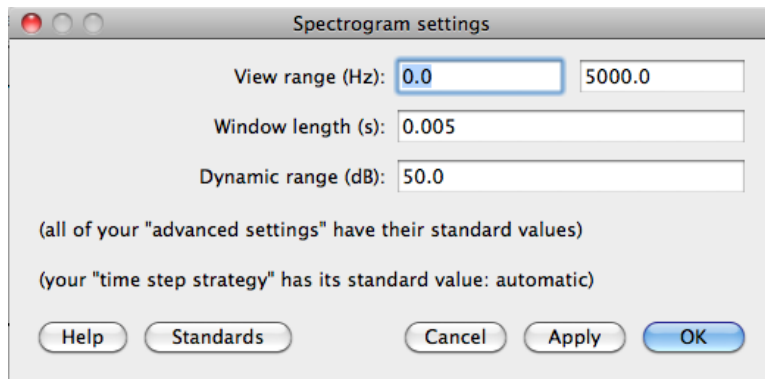 Spectrogram settings
View range (Hz): 0.0 5000.0
Window length (s): 0.005
Dynamic range (dB): 50.0
(all of your "advanced settings" have their standard values)
(your "time step strategy" has its standard value: automatic)
Help Standards Cancel Apply OK